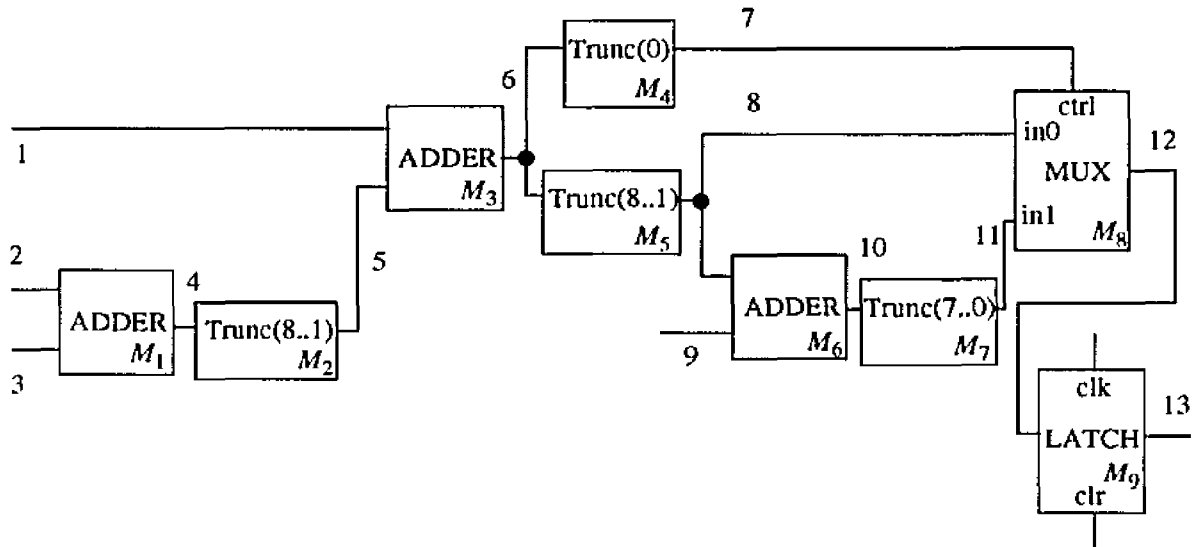 7
Trunc(0)
M4
6
8
ctrl
in0
12
1
ADDER
M3
MUX
Trunc(8..1)
M5
in1
11
M8
2
5
10
4
ADDER
M1
Trunc(8..1)
M2
ADDER
M6
Trunc(7..0)
M7
3
9
clk
13
LATCH
M9
clr